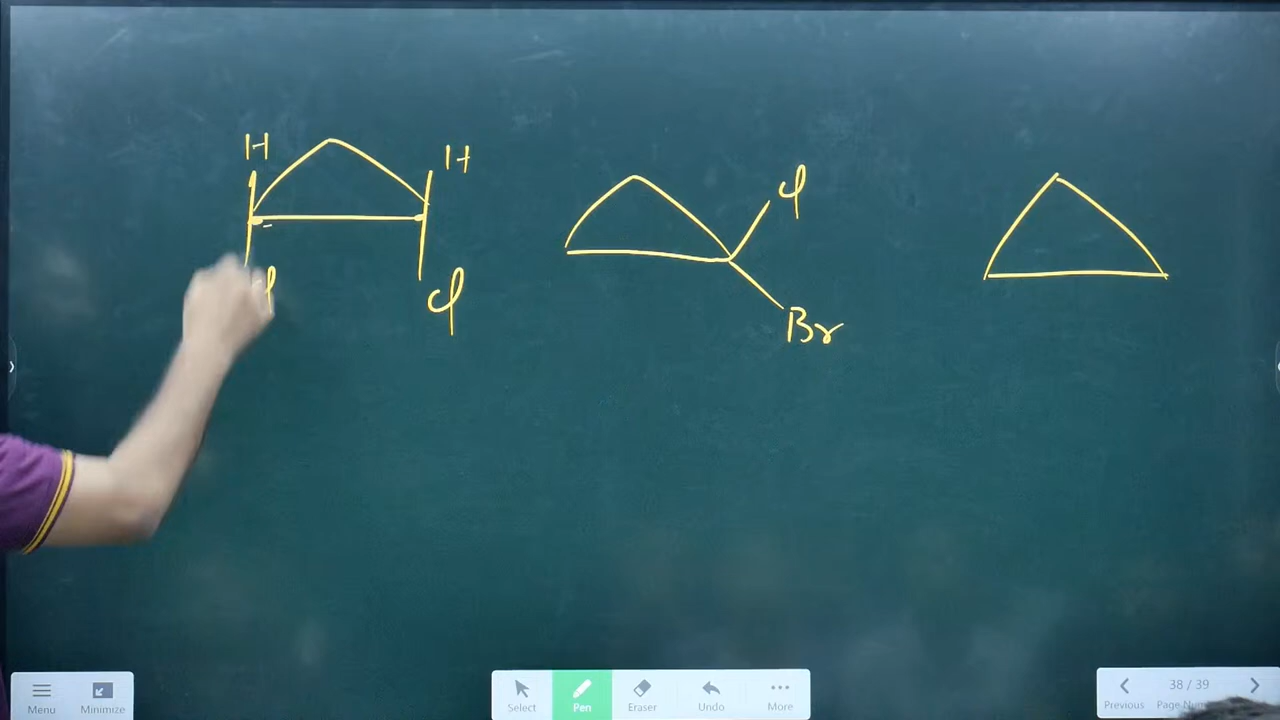 H H
Cl
Cl
Br
Menu Minimize Select Pen Eraser Undo More Previous 38 / 39